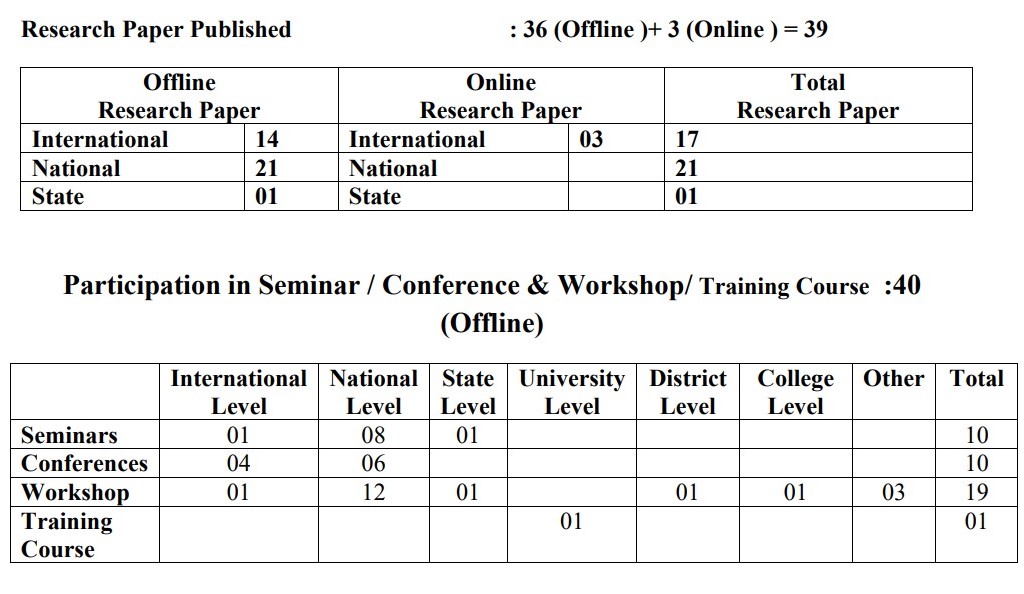 Research Paper Published : 36 (Offline )+ 3 (Online ) = 39
Offline Online Total
Research Paper Research Paper Research Paper
International 14 International 03 17
National 21 National 21
State 01 State 01
Participation in Seminar / Conference & Workshop/ Training Course :40
(Offline)
International National State University District College Other Total
Level Level Level Level Level Level
Seminars 01 08 01 10
Conferences 04 06 10
Workshop 01 12 01 01 01 03 19
Training 01 01
Course